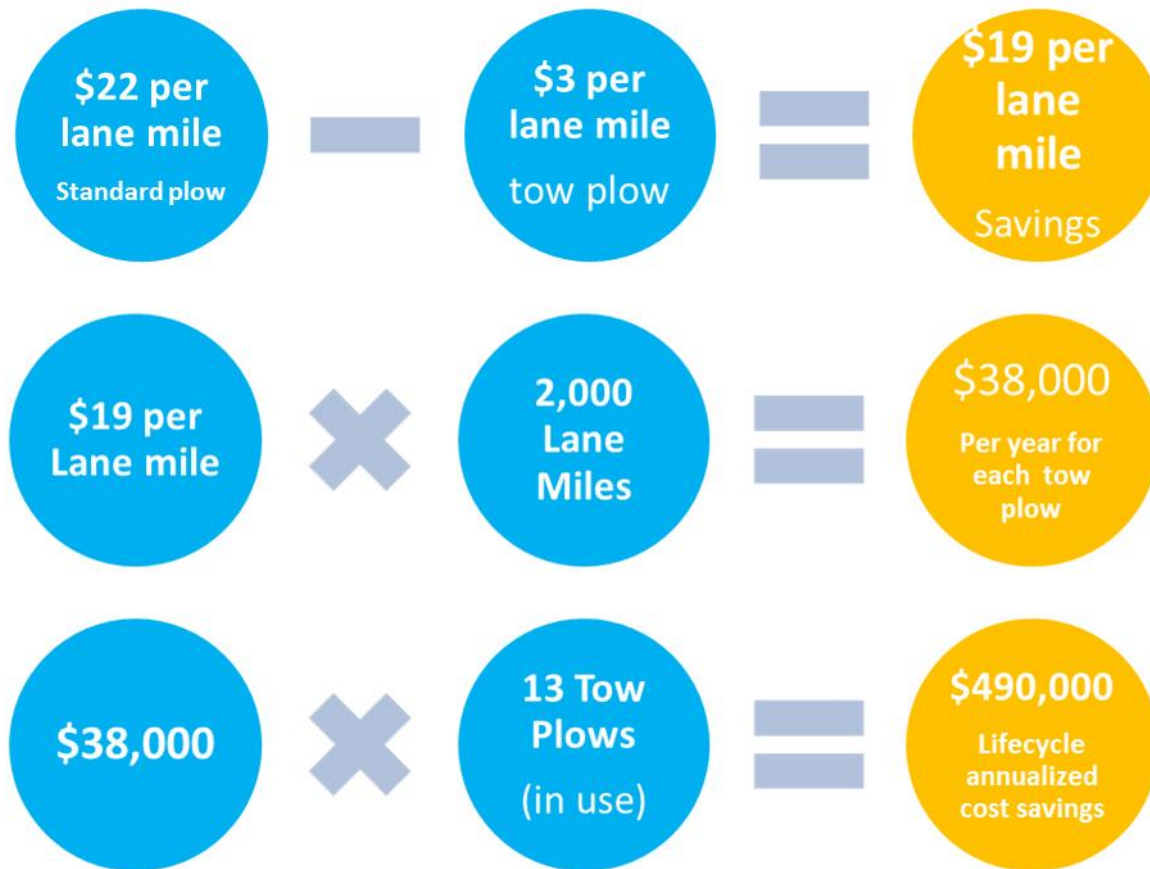 $22 per
lane mile
Standard plow
$3 per
lane mile
tow plow
$19 per
lane
mile
Savings
$19 per
Lane mile
2,000
Lane
Miles
$38,000
Per year for
each tow
plow
$38,000
13 Tow
Plows
(in use)
$490,000
Lifecycle
annualized
cost savings